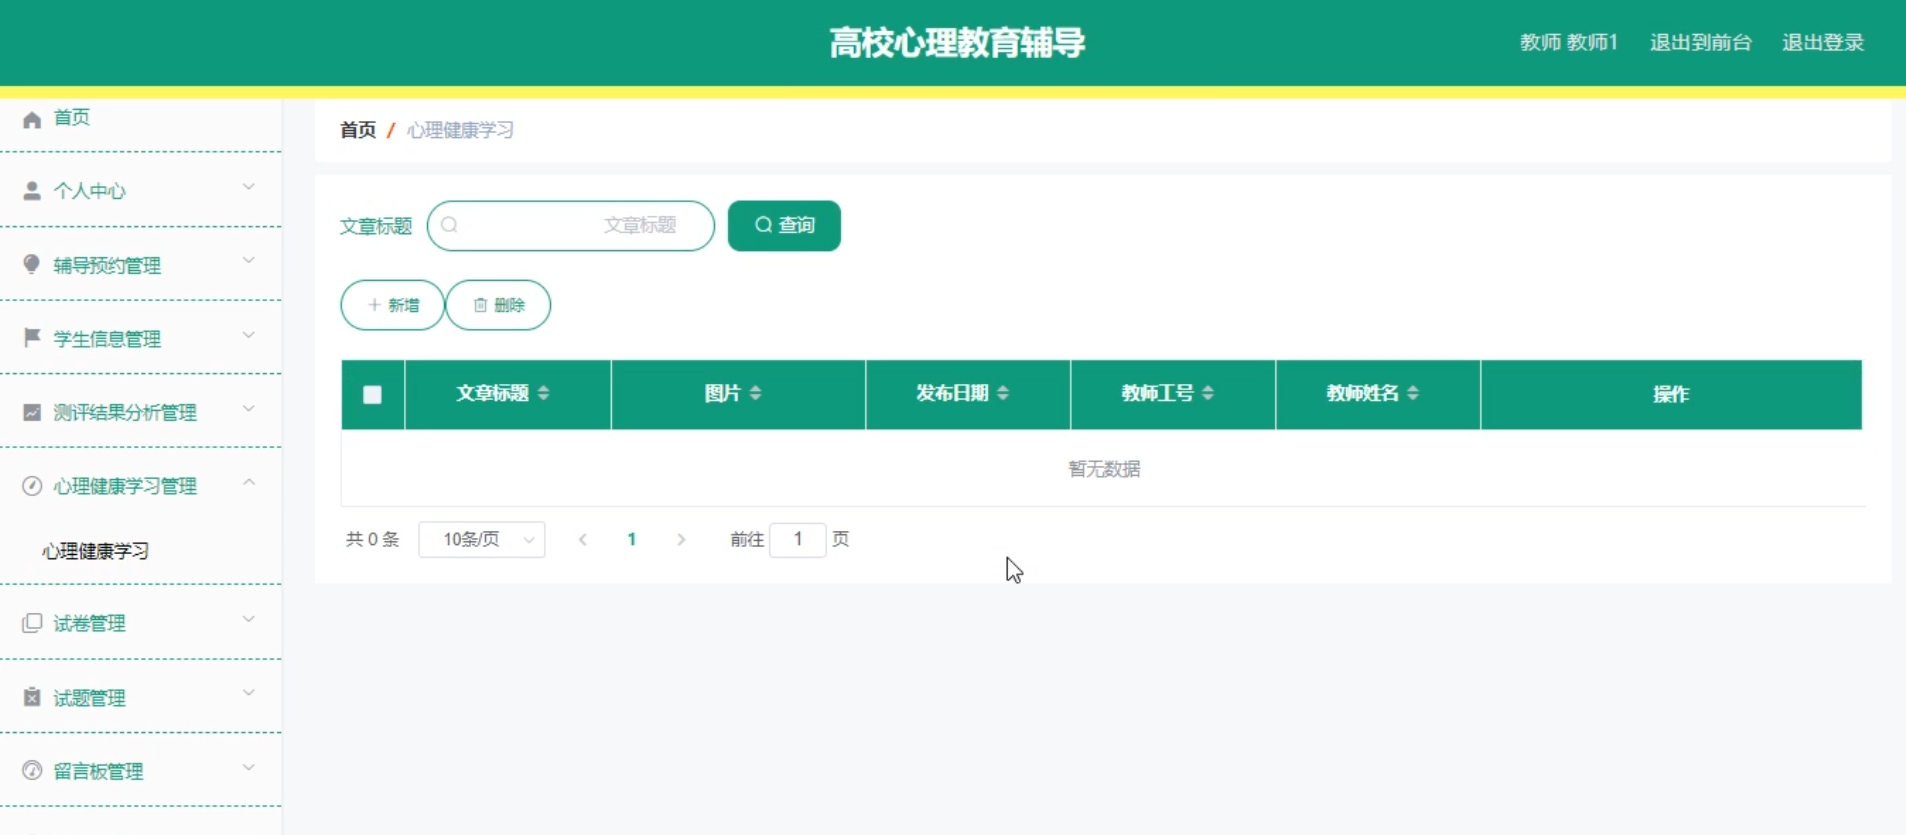 高校心理教育辅导
教师 教师1 退出到前台 退出登录
首页
个人中心
辅导预约管理
学生信息管理
测评结果分析管理
心理健康学习管理
心理健康学习
试卷管理
试题管理
留言板管理
首页 / 心理健康学习
文章标题 文章标题 查询
新增 删除
文章标题 图片 发布日期 教师工号 教师姓名 操作
暂无数据
共 0 条 10条/页 1 前往 1 页